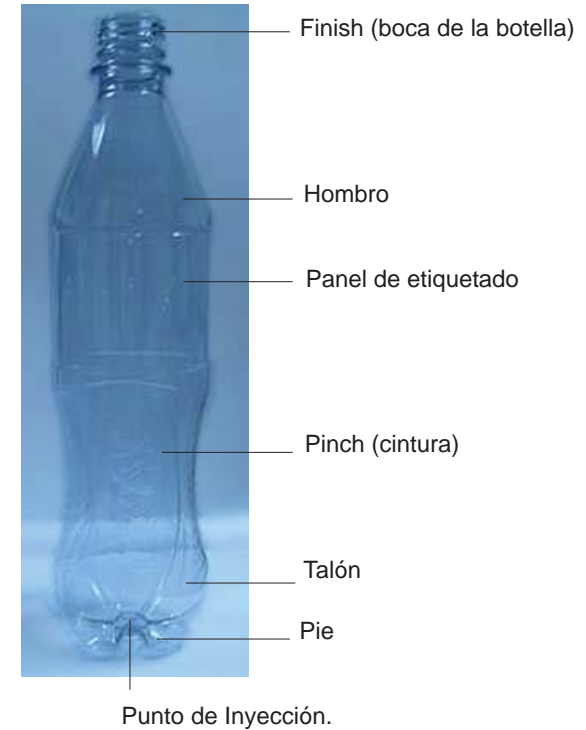 Finish (boca de la botella)
Hombro
Panel de etiquetado
Pinch (cintura)
Talón
Pie
Punto de Inyección.